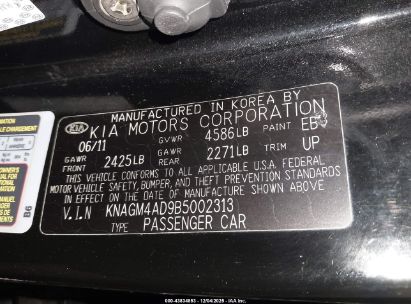 MANUFACTURED IN KOREA BY
KIA KIA MOTORS CORPORATION
06/11 GVWR 4586LB PAINT EB
GAWR FRONT 2425LB GAWR REAR 2271LB TRIM UP
THIS VEHICLE CONFORMS TO ALL APPLICABLE U.S.A. FEDERAL
MOTOR VEHICLE SAFETY, BUMPER, AND THEFT PREVENTION STANDARDS
IN EFFECT ON THE DATE OF MANUFACTURE SHOWN ABOVE.
V.I.N KNAGM4AD9B5002313
TYPE PASSENGER CAR
B6